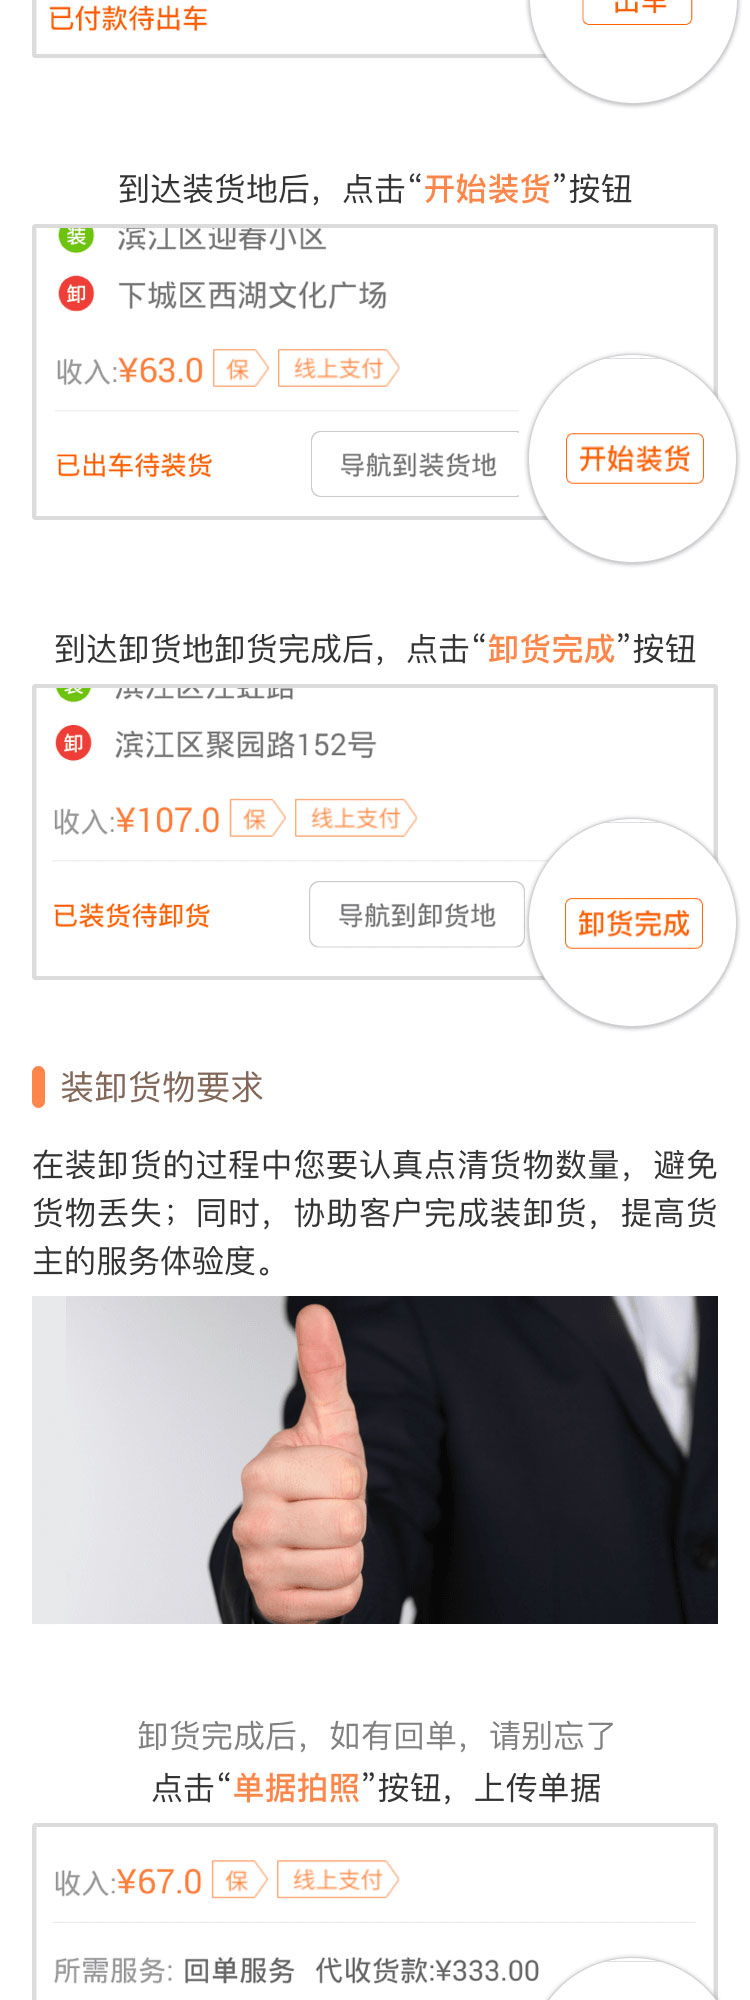 已付款待出车
出车
到达装货地后，点击“开始装货”按钮
装 滨江区迎春小区
卸 下城区西湖文化广场
收入:¥63.0 保 线上支付
已出车待装货 导航到装货地 开始装货
到达卸货地卸货完成后，点击“卸货完成”按钮
装 滨江区江虹路
卸 滨江区聚园路152号
收入:¥107.0 保 线上支付
已装货待卸货 导航到卸货地 卸货完成
装卸货物要求
在装卸货的过程中您要认真点清货物数量，避免
货物丢失；同时，协助客户完成装卸货，提高货
主的服务体验度。
卸货完成后，如有回单，请别忘了
点击“单据拍照”按钮，上传单据
收入:¥67.0 保 线上支付
所需服务: 回单服务 代收货款:¥333.00